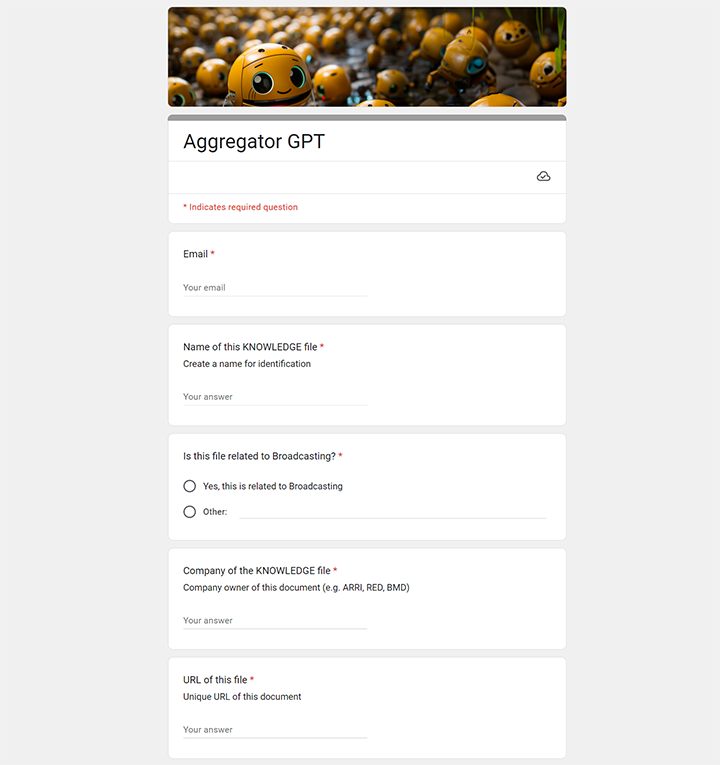 Aggregator GPT
* Indicates required question
Email *
Your email
Name of this KNOWLEDGE file *
Create a name for identification
Your answer
Is this file related to Broadcasting? *
Yes, this is related to Broadcasting
Other:
Company of the KNOWLEDGE file *
Company owner of this document (e.g. ARRI, RED, BMD)
Your answer
URL of this file *
Unique URL of this document
Your answer